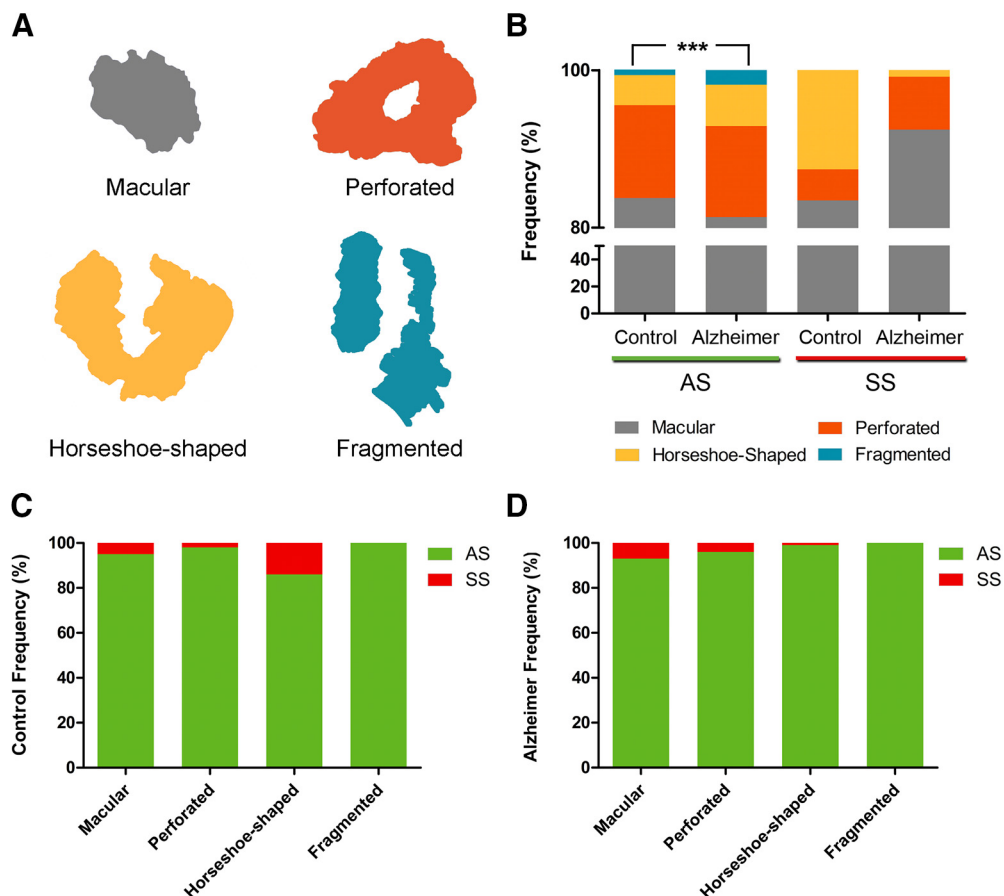 A
Macular
Perforated
Horseshoe-shaped
Fragmented
B
***
Frequency (%)
100
80
40
20
0
Control Alzheimer Control Alzheimer
AS SS
Macular Perforated
Horseshoe-Shaped Fragmented
C
Control Frequency (%)
100
80
60
40
20
0
Macular
Perforated
Horseshoe-shaped
Fragmented
AS
SS
D
Alzheimer Frequency (%)
100
80
60
40
20
0
Macular
Perforated
Horseshoe-shaped
Fragmented
AS
SS